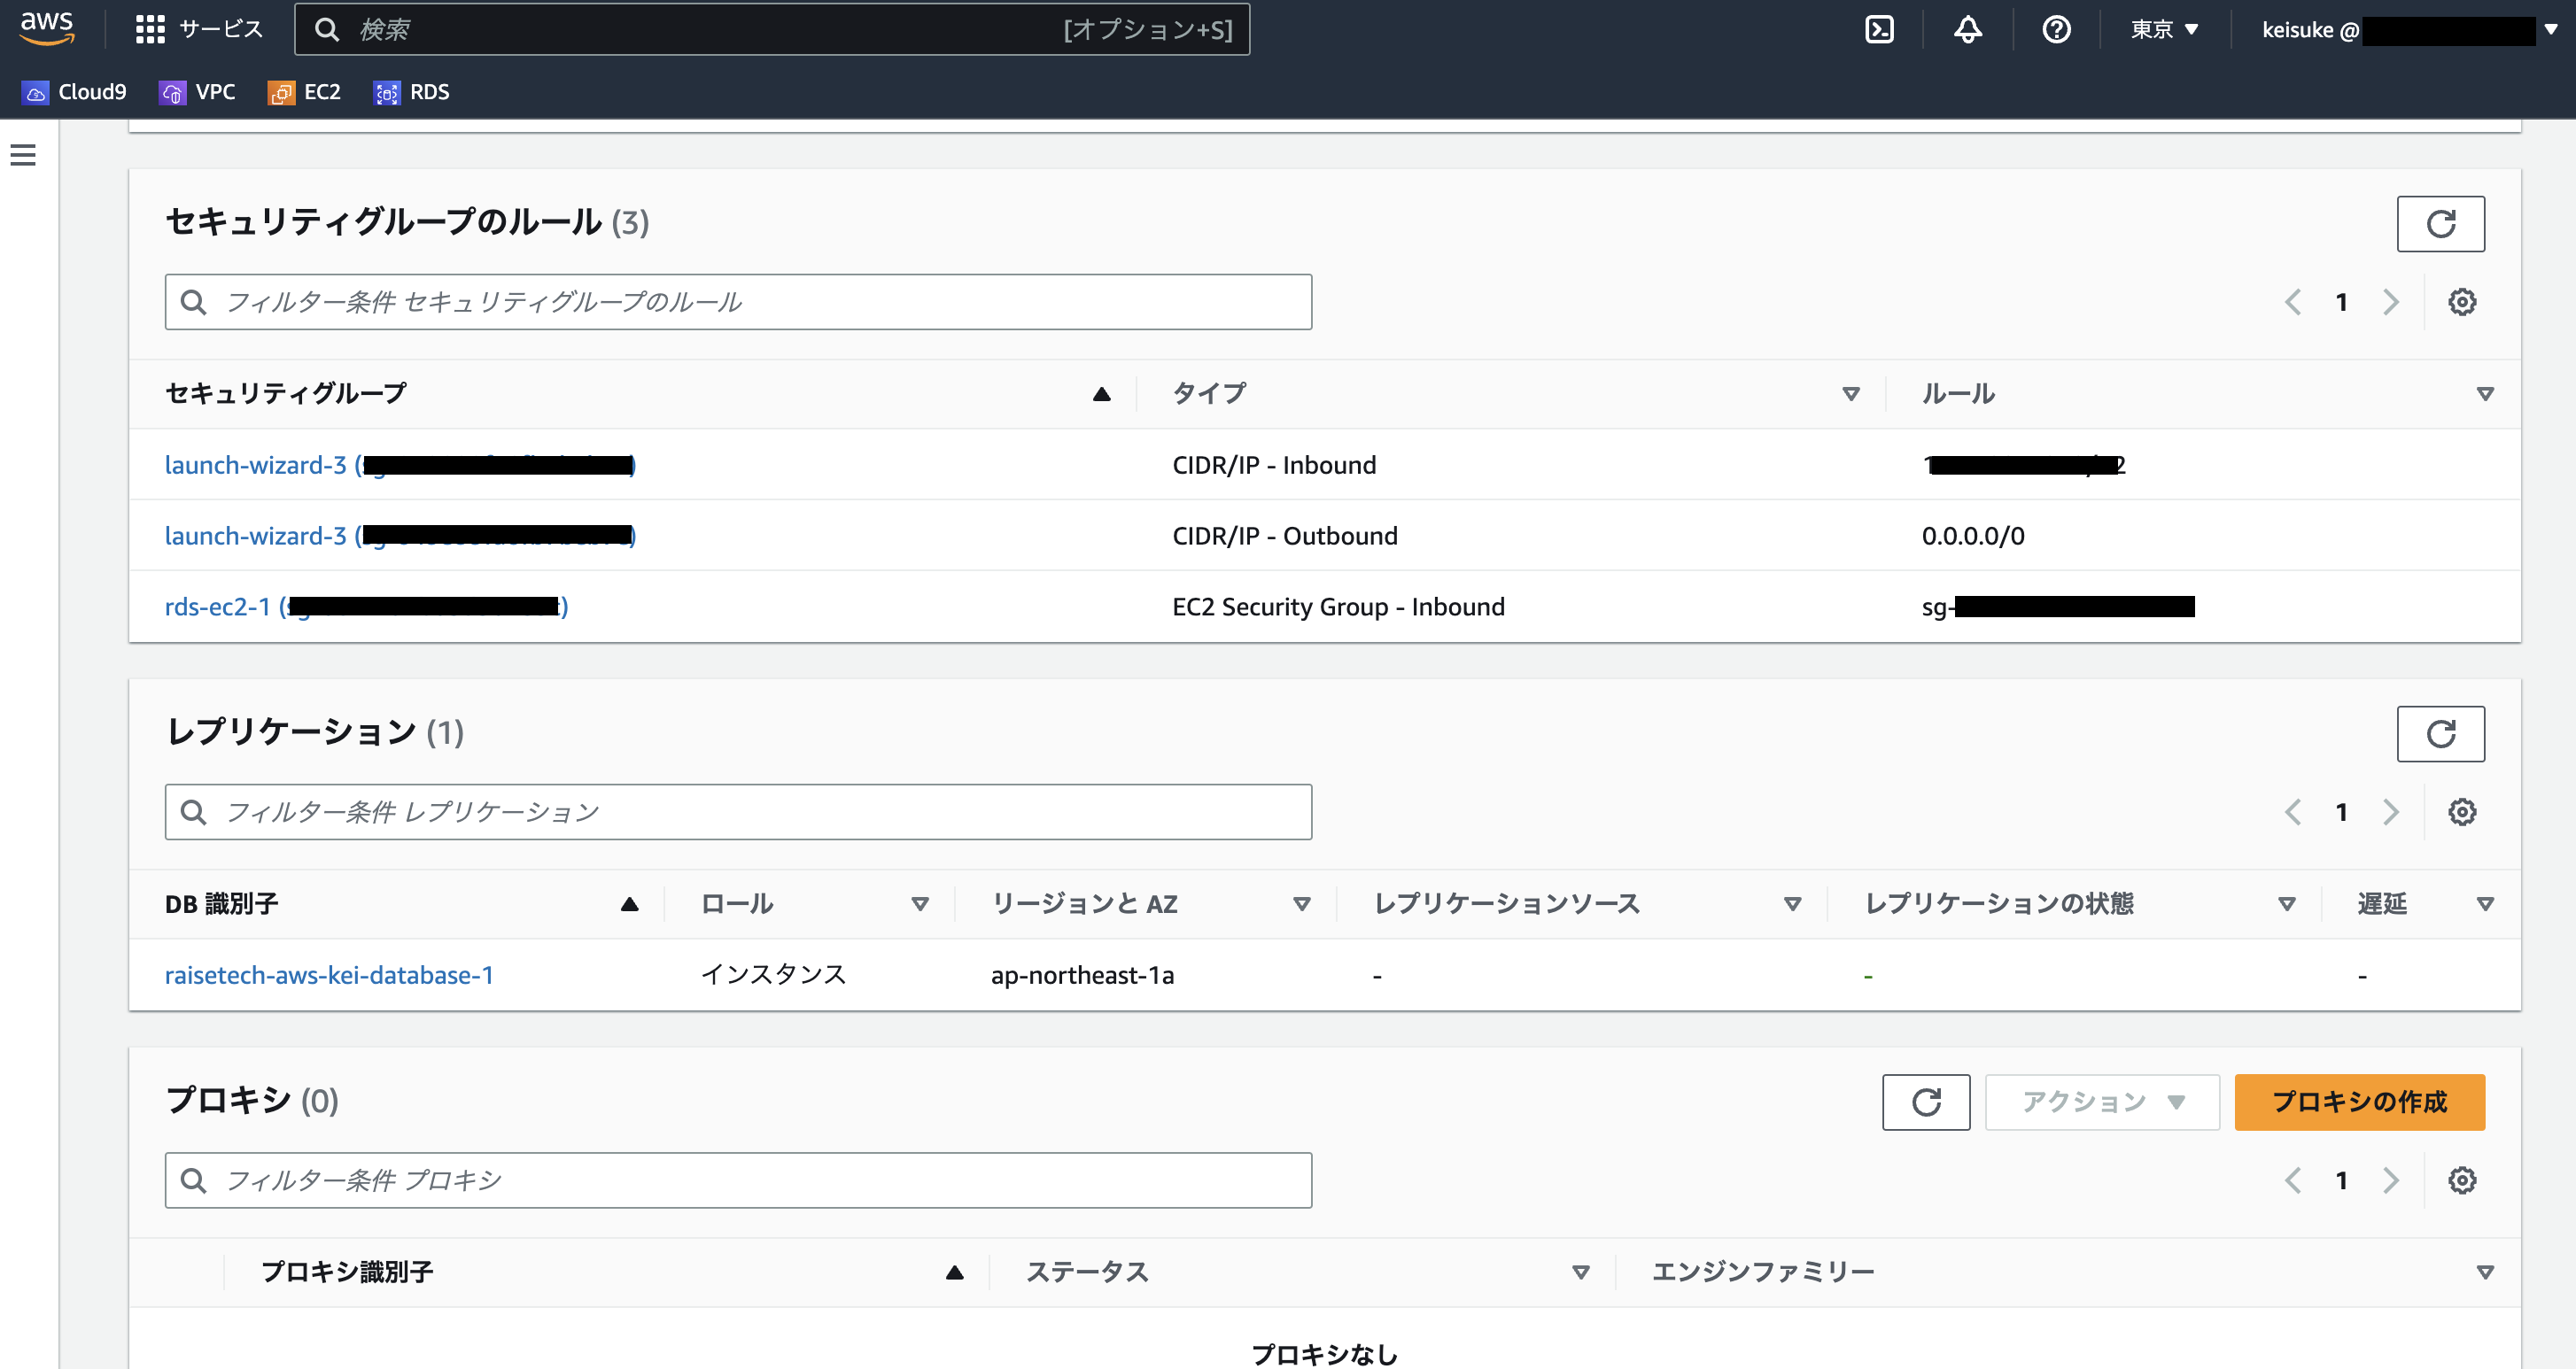 aws
サービス
検索
[オプション+S]
東京
keisuke @
Cloud9
VPC
EC2
RDS
セキュリティグループのルール (3)
フィルター条件 セキュリティグループのルール
1
セキュリティグループ
タイプ
ルール
launch-wizard-3
CIDR/IP - Inbound
launch-wizard-3
CIDR/IP - Outbound
0.0.0.0/0
rds-ec2-1
EC2 Security Group - Inbound
sg-
レプリケーション (1)
フィルター条件 レプリケーション
1
DB 識別子
ロール
リージョンと AZ
レプリケーションソース
レプリケーションの状態
遅延
raisetech-aws-kei-database-1
インスタンス
ap-northeast-1a
-
-
-
プロキシ (0)
アクション
プロキシの作成
フィルター条件 プロキシ
1
プロキシ識別子
ステータス
エンジンファミリー
プロキシなし